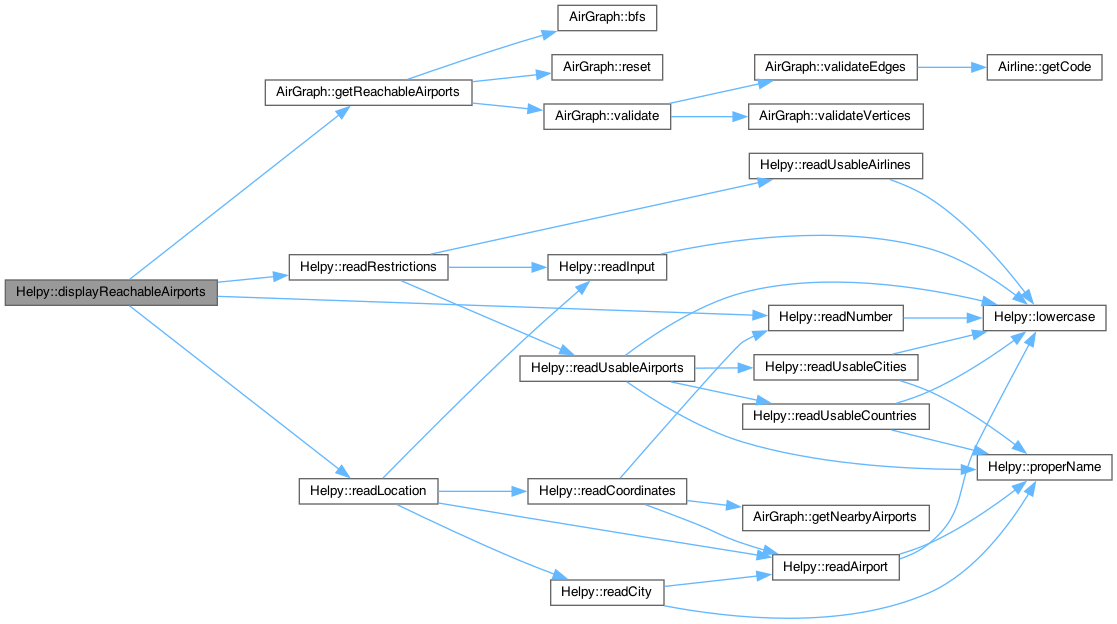 AirGraph::bfs
AirGraph::reset
AirGraph::validateEdges
Airline::getCode
AirGraph::getReachableAirports
AirGraph::validate
AirGraph::validateVertices
Helpy::readUsableAirlines
Helpy::readRestrictions
Helpy::readInput
Helpy::displayReachableAirports
Helpy::readNumber
Helpy::lowercase
Helpy::readUsableAirports
Helpy::readUsableCities
Helpy::readUsableCountries
Helpy::properName
Helpy::readLocation
Helpy::readCoordinates
AirGraph::getNearbyAirports
Helpy::readAirport
Helpy::readCity